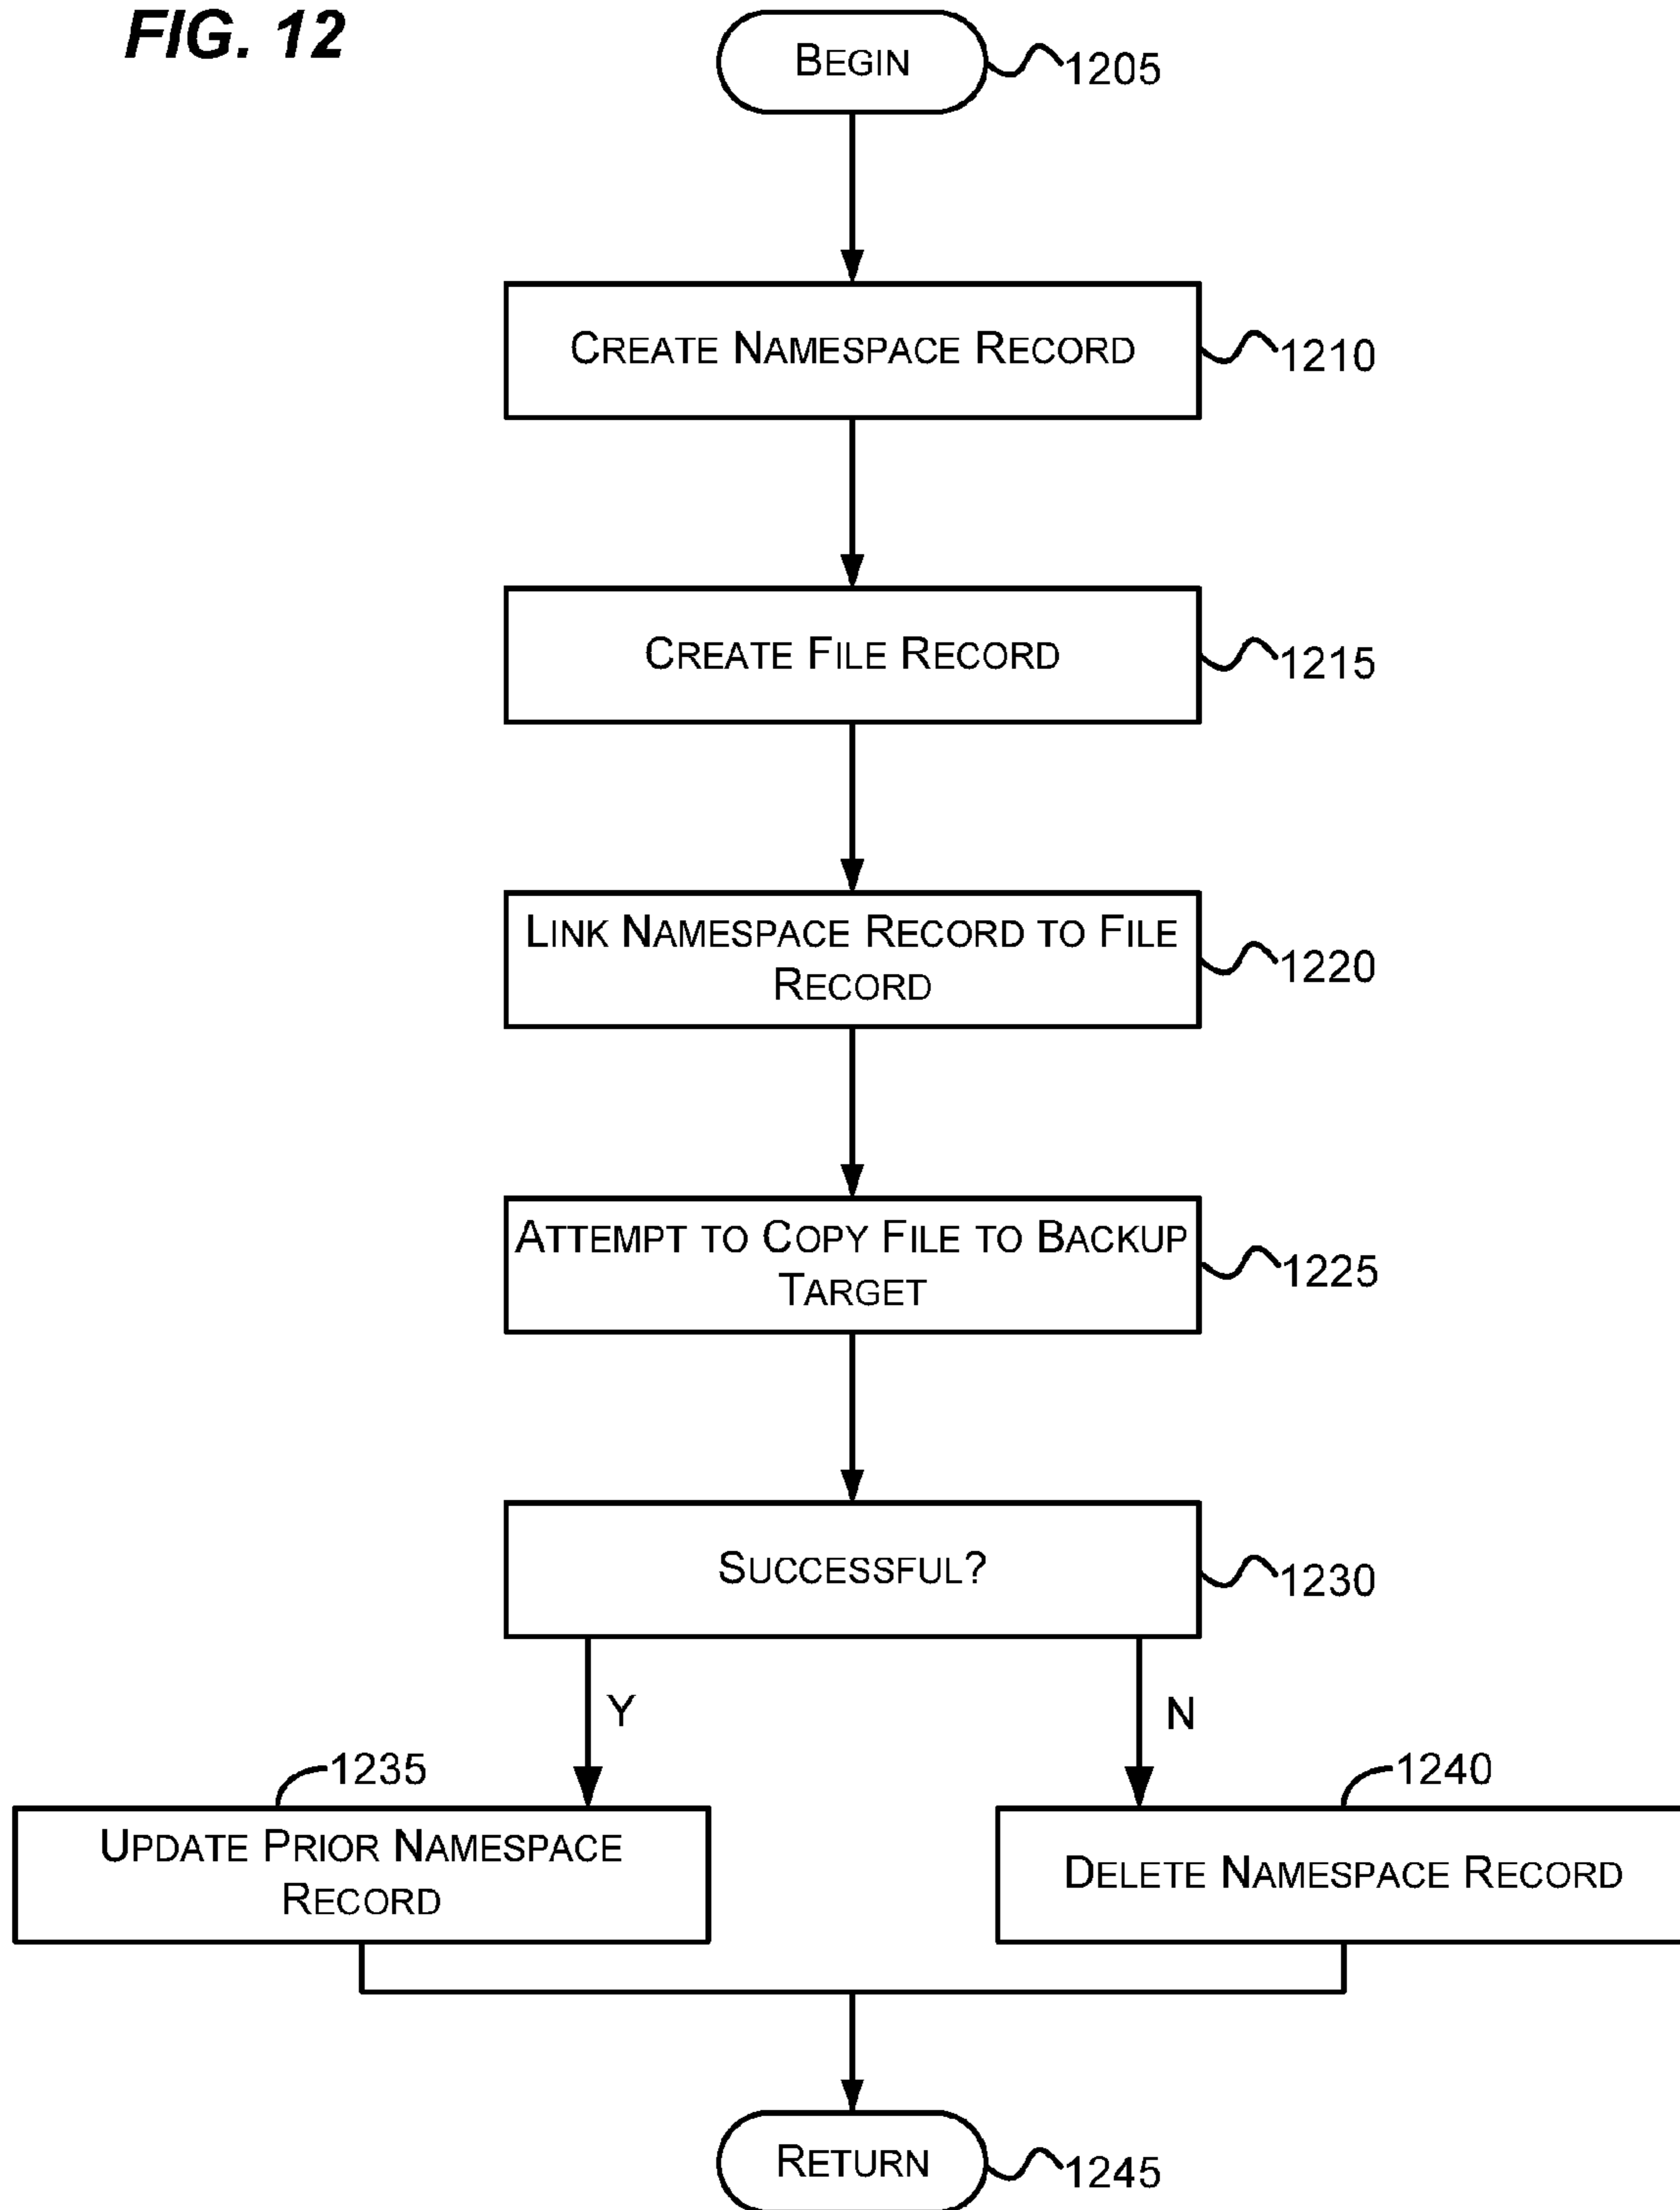 FIG. 12
BEGIN
1205
CREATE NAMESPACE RECORD
1210
CREATE FILE RECORD
1215
LINK NAMESPACE RECORD TO FILE
RECORD
1220
ATTEMPT TO COPY FILE TO BACKUP
TARGET
1225
SUCCESSFUL?
1230
Y
N
1235
1240
UPDATE PRIOR NAMESPACE
RECORD
DELETE NAMESPACE RECORD
RETURN
1245